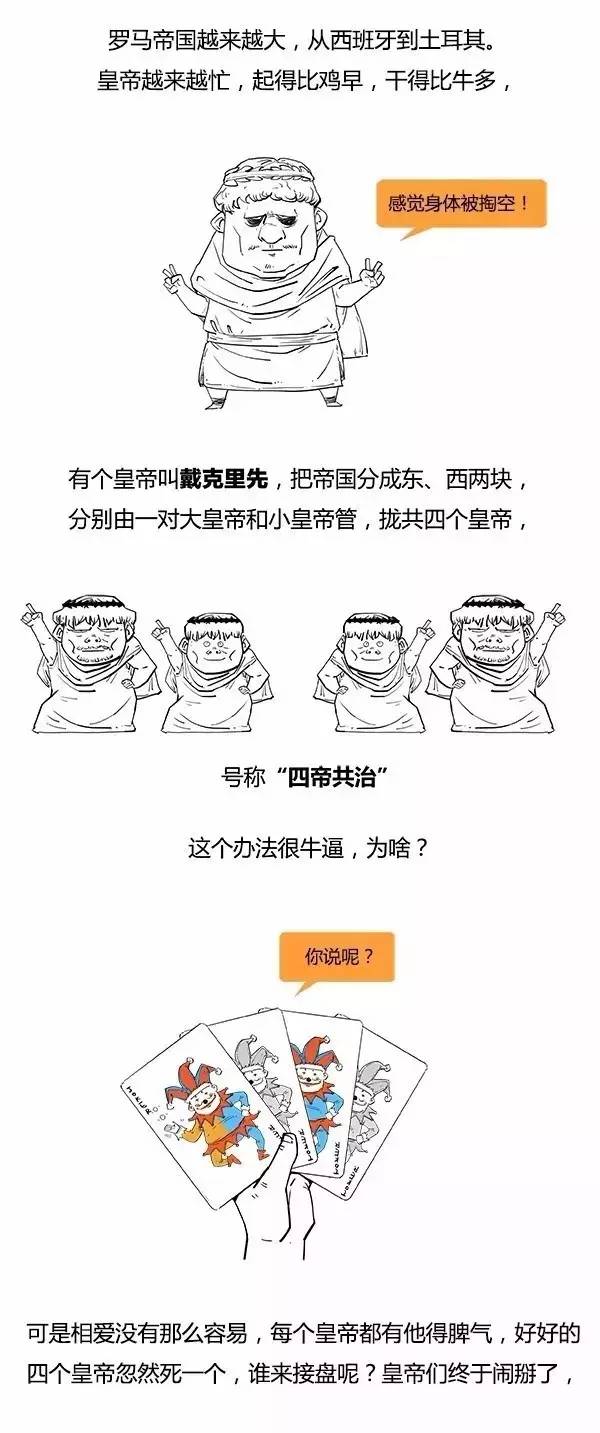 罗马帝国越来越大，从西班牙到土耳其。
皇帝越来越忙，起得比鸡早，干得比牛多，
感觉身体被掏空！
有个皇帝叫戴克里先，把帝国分成东、西两块，
分别由一对大皇帝和小皇帝管，拢共四个皇帝，
号称“四帝共治”
这个办法很牛逼，为啥？
你说呢？
JOKER
JOKER
JOKER
可是相爱没有那么容易，每个皇帝都有他得脾气，好好的
四个皇帝忽然死一个，谁来接盘呢？皇帝们终于闹掰了，